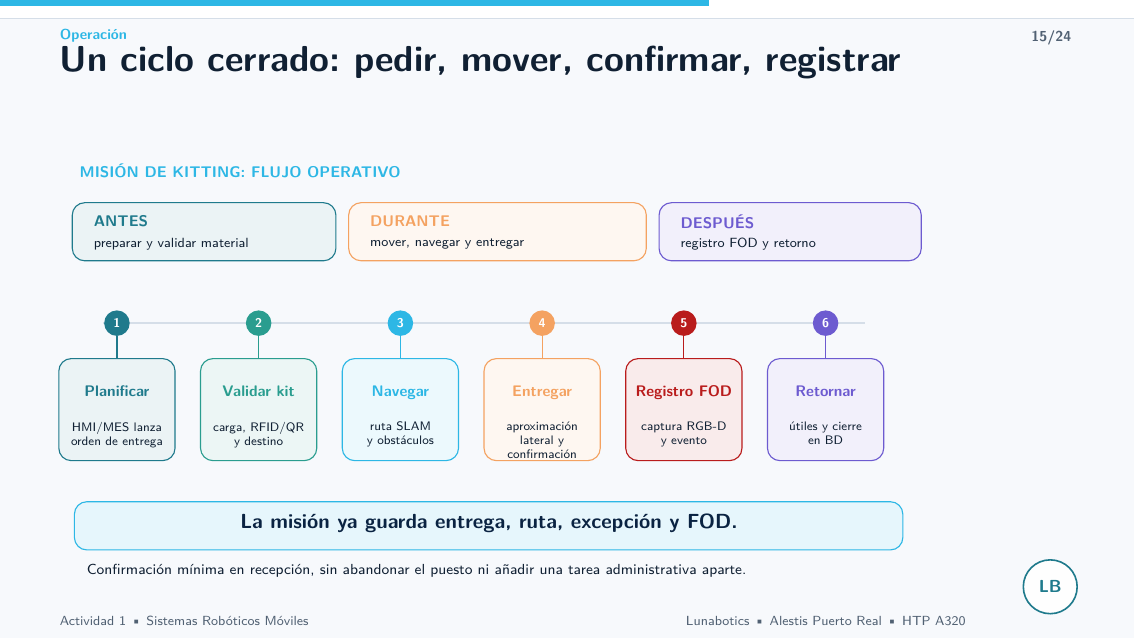 Operación
15/24
Un ciclo cerrado: pedir, mover, confirmar, registrar
MISIÓN DE KITTING: FLUJO OPERATIVO
ANTES
preparar y validar material
DURANTE
mover, navegar y entregar
DESPUÉS
registro FOD y retorno
1
2
3
4
5
6
Planificar
HMI/MES lanza
orden de entrega
Validar kit
carga, RFID/QR
y destino
Navegar
ruta SLAM
y obstáculos
Entregar
aproximación
lateral y
confirmación
Registro FOD
captura RGB-D
y evento
Retornar
útiles y cierre
en BD
La misión ya guarda entrega, ruta, excepción y FOD.
Confirmación mínima en recepción, sin abandonar el puesto ni añadir una tarea administrativa aparte.
LB
Actividad 1 ▪ Sistemas Robóticos Móviles
Lunabotics ▪ Alestis Puerto Real ▪ HTP A320